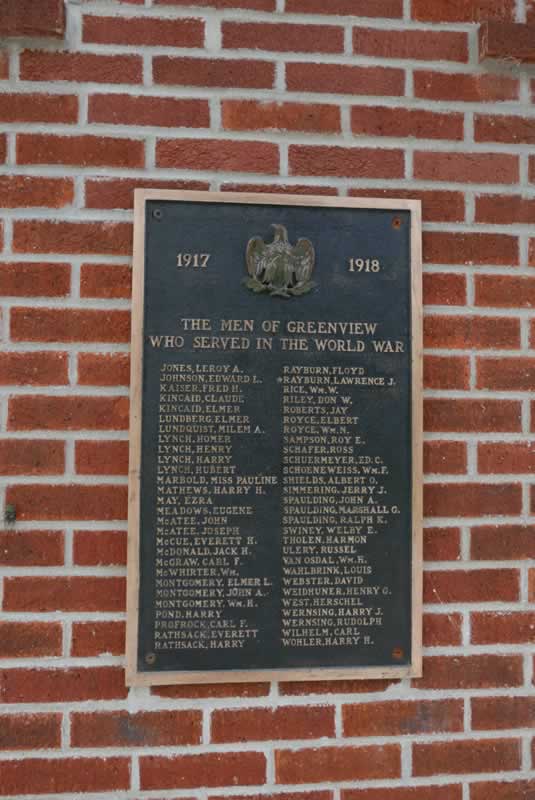 1917
1918
THE MEN OF GREENVIEW
WHO SERVED IN THE WORLD WAR
JONES, LEROY A.
JOHNSON, EDWARD L.
KAISER, FRED H.
KINCAID, CLAUDE
KINCAID, ELMER
LUNDBERG, ELMER
LUNDQUIST, MILEM A.
LYNCH, HOMER
LYNCH, HENRY
LYNCH, HARRY
LYNCH, HUBERT
MARBOLD, MISS PAULINE
MATHEWS, HARRY H.
MAY, EZRA
MEADOWS, EUGENE
McATEE, JOHN
McATEE, JOSEPH
McCUE, EVERETT H.
McDONALD, JACK H.
McGRAW, CARL F.
McWHIRTER, WM.
MONTGOMERY, ELMER L.
MONTGOMERY, JOHN A.
MONTGOMERY, WM. H.
POND, HARRY
PROFROCK, CARL F.
RATHSACK, EVERETT
RATHSACK, HARRY
RAYBURN, FLOYD
*RAYBURN, LAWRENCE J.
RICE, WM. W.
RILEY, DON W.
ROBERTS, JAY
ROYCE, ELBERT
ROYCE, WM. N.
SAMPSON, ROY E.
SCHAFER, ROSS
SCHUERMEYER, ED. C.
SCHOENEWEISS, WM. F.
SHIELDS, ALBERT O.
SIMMERING, JERRY J.
SPAULDING, JOHN A.
SPAULDING, MARSHALL G.
SPAULDING, RALPH K.
SWINEY, WELBY E.
THOLEN, HARMON
ULERY, RUSSEL
VAN OSDAL, WM. H.
WAHLBRINK, LOUIS
WEBSTER, DAVID
WEIDHUNER, HENRY G.
WEST, HERSCHEL
WERNSING, HARRY J.
WERNSING, RUDOLPH
WILHELM, CARL
WOHLER, HARRY H.